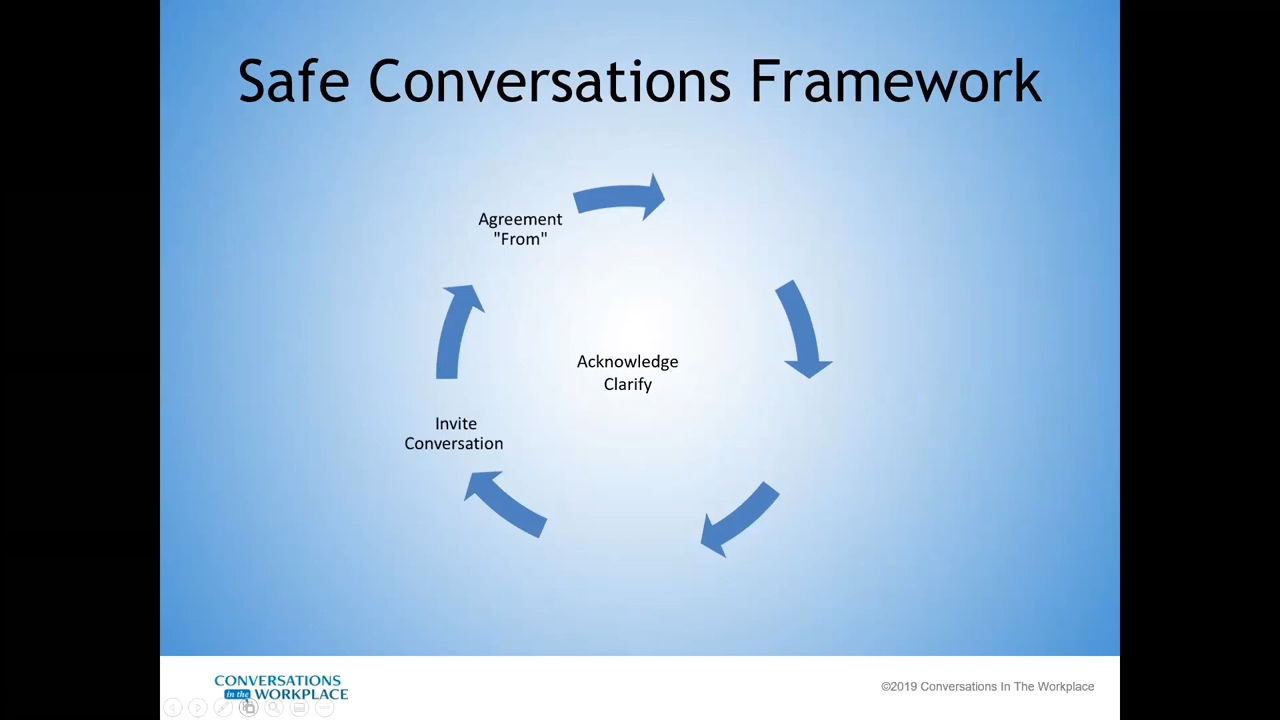 Safe Conversations Framework
Agreement
"From"
Acknowledge
Clarify
Invite
Conversation
CONVERSATIONS
in the WORKPLACE
©2019 Conversations In The Workplace